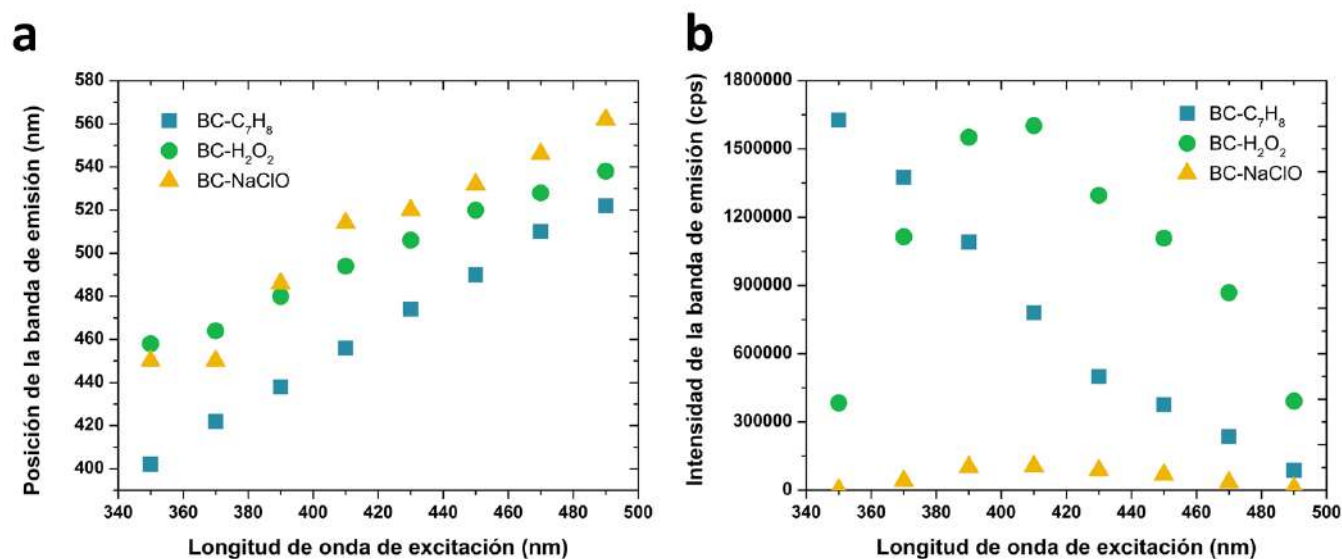 a
580
560
540
520
500
480
460
440
420
400
Posición de la banda de emisión (nm)
BC-C₇H₈
BC-H₂O₂
BC-NaClO
340 360 380 400 420 440 460 480 500
Longitud de onda de excitación (nm)
b
1800000
1500000
1200000
900000
600000
300000
0
Intensidad de la banda de emisión (cps)
BC-C₇H₈
BC-H₂O₂
BC-NaClO
340 360 380 400 420 440 460 480 500
Longitud de onda de excitación (nm)